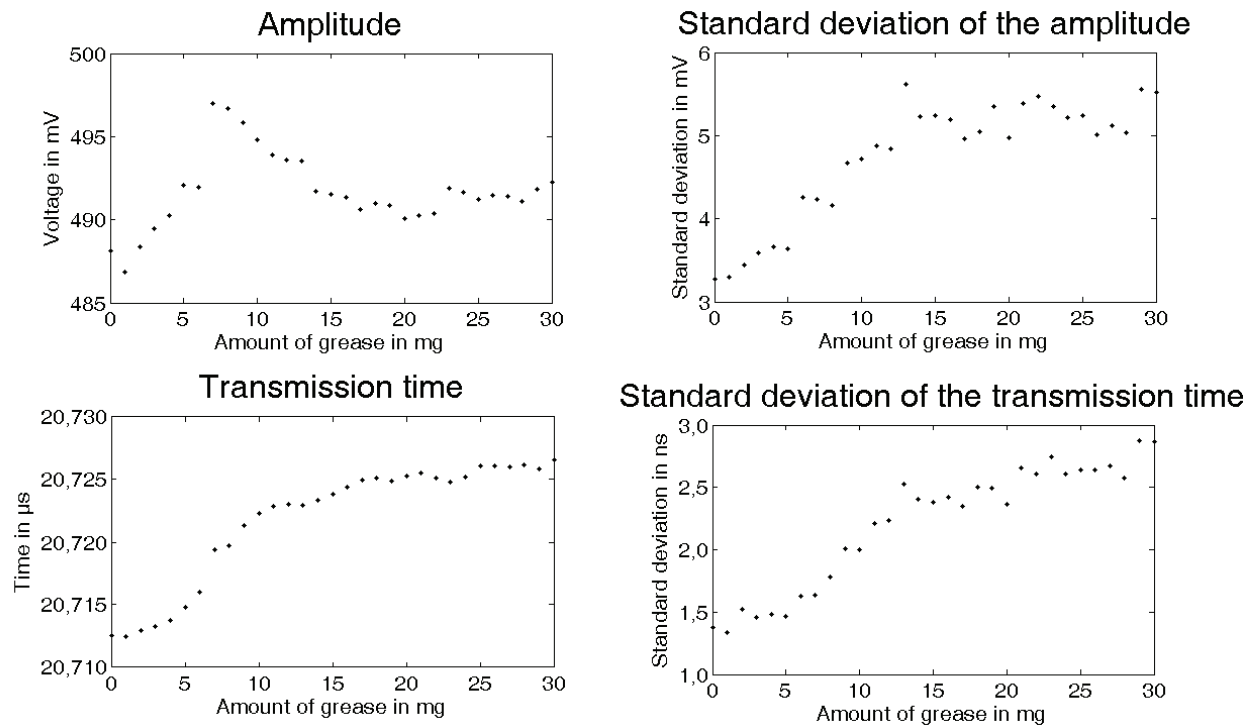 Amplitude
500
495
490
485
Voltage in mV
0 5 10 15 20 25 30
Amount of grease in mg
Standard deviation of the amplitude
6
5
4
3
Standard deviation in mV
0 5 10 15 20 25 30
Amount of grease in mg
Transmission time
20,730
20,725
20,720
20,715
20,710
Time in µs
0 5 10 15 20 25 30
Amount of grease in mg
Standard deviation of the transmission time
3,0
2,5
2,0
1,5
1,0
Standard deviation in ns
0 5 10 15 20 25 30
Amount of grease in mg